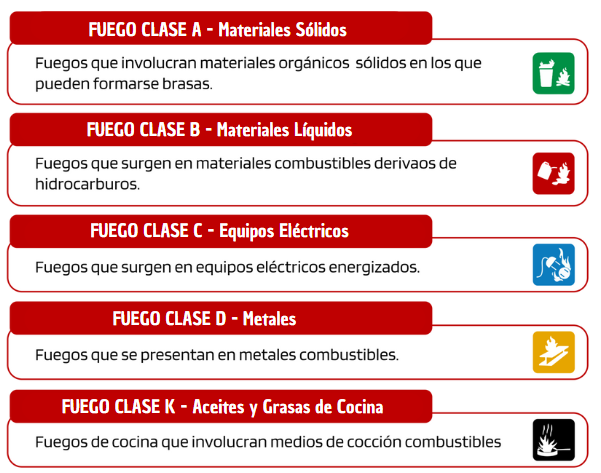 FUEGO CLASE A - Materiales Sólidos
Fuegos que involucran materiales orgánicos sólidos en los que
pueden formarse brasas.
FUEGO CLASE B - Materiales Líquidos
Fuegos que surgen en materiales combustibles derivaos de
hidrocarburos.
FUEGO CLASE C - Equipos Eléctricos
Fuegos que surgen en equipos eléctricos energizados.
FUEGO CLASE D - Metales
Fuegos que se presentan en metales combustibles.
FUEGO CLASE K - Aceites y Grasas de Cocina
Fuegos de cocina que involucran medios de cocción combustibles